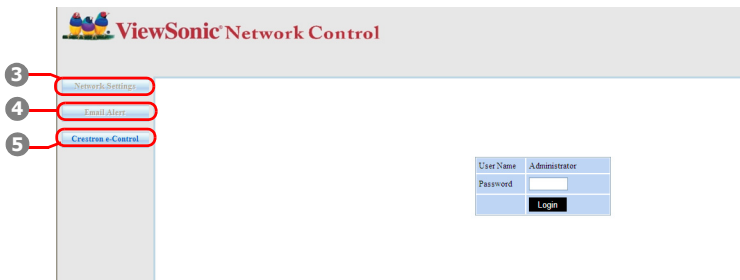 ViewSonic® Network Control
3
Network Settings
4
Email Alert
5
Crestron e-Control
User Name Administrator
Password
Login